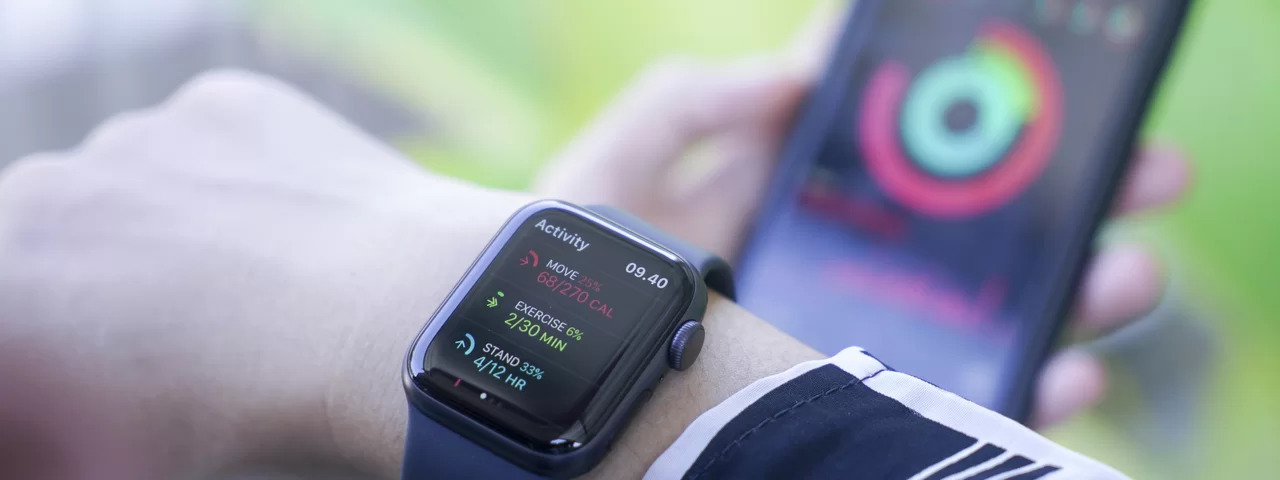 Activity
09.40
MOVE 25%
68/270 CAL
EXERCISE 6%
2/30 MIN
STAND 33%
4/12 HR